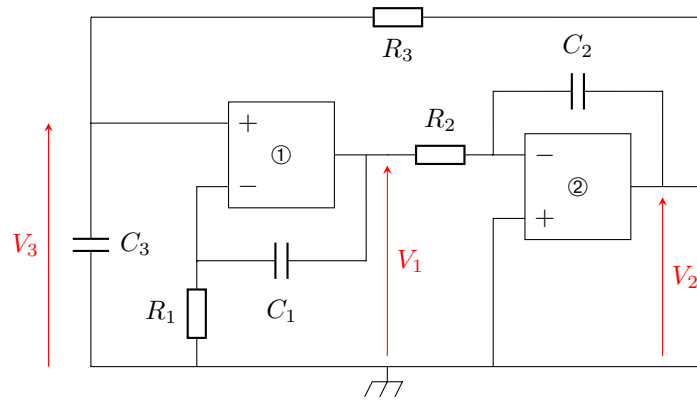 R₃
C₂
+
①
−
R₂
−
②
+
V₃
C₃
R₁
C₁
V₁
V₂